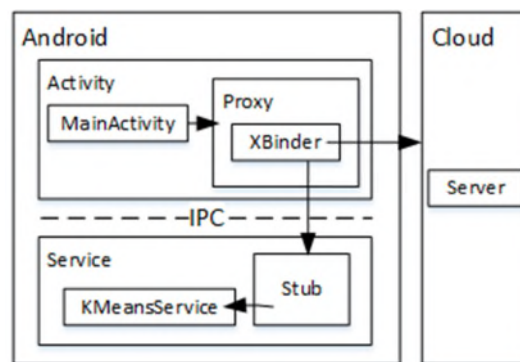 Android
Cloud
Activity
Proxy
MainActivity
XBinder
Server
IPC
Service
Stub
KMeansService